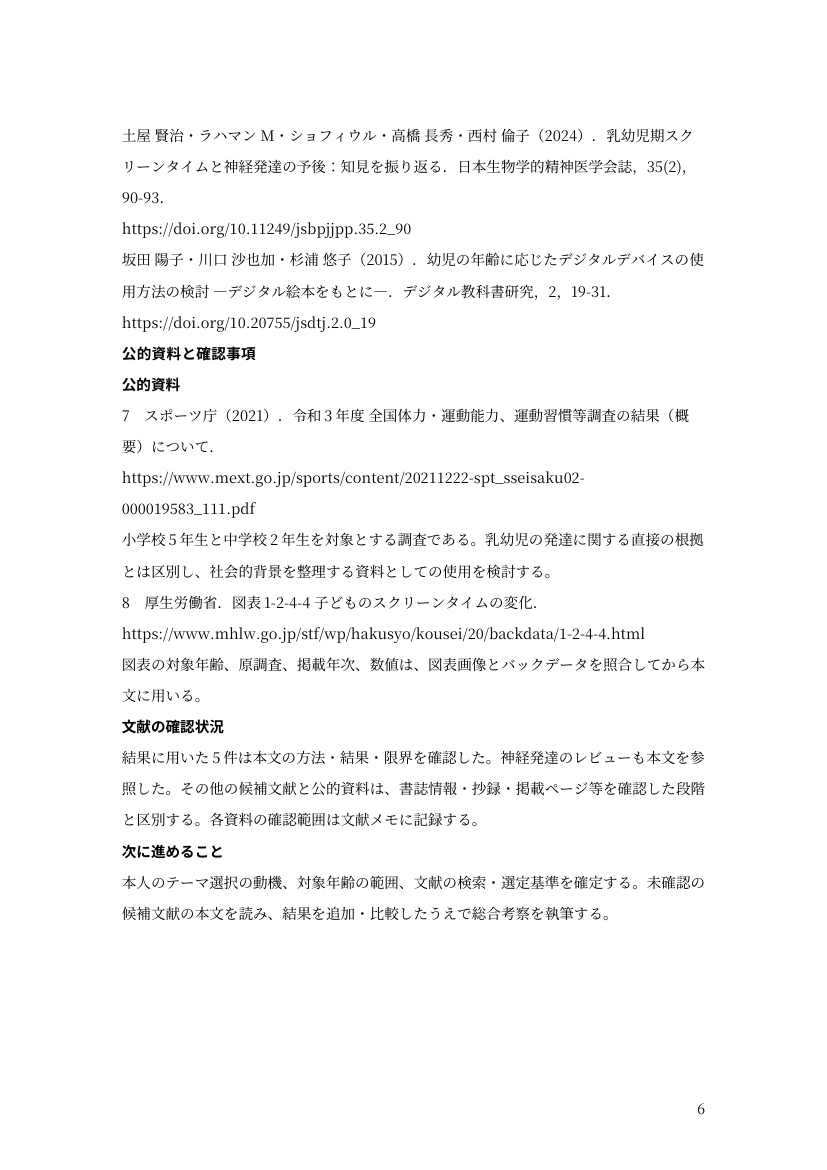 土屋 賢治・ラハマン M・ショフィウル・高橋 長秀・西村 倫子（2024）．乳幼児期スク
リーンタイムと神経発達の予後：知見を振り返る．日本生物学的精神医学会誌，35(2)，
90-93．
https://doi.org/10.11249/jsbpjjpp.35.2_90
坂田 陽子・川口 沙也加・杉浦 悠子（2015）．幼児の年齢に応じたデジタルデバイスの使
用方法の検討 ―デジタル絵本をもとに―．デジタル教科書研究，2，19-31．
https://doi.org/10.20755/jsdtj.2.0_19
公的資料と確認事項
公的資料
7　スポーツ庁（2021）．令和３年度 全国体力・運動能力、運動習慣等調査の結果（概
要）について．
https://www.mext.go.jp/sports/content/20211222-spt_sseisaku02-
000019583_111.pdf
小学校５年生と中学校２年生を対象とする調査である。乳幼児の発達に関する直接の根拠
とは区別し、社会的背景を整理する資料としての使用を検討する。
8　厚生労働省．図表 1-2-4-4 子どものスクリーンタイムの変化．
https://www.mhlw.go.jp/stf/wp/hakusyo/kousei/20/backdata/1-2-4-4.html
図表の対象年齢、原調査、掲載年次、数値は、図表画像とバックデータを照合してから本
文に用いる。
文献の確認状況
結果に用いた５件は本文の方法・結果・限界を確認した。神経発達のレビューも本文を参
照した。その他の候補文献と公的資料は、書誌情報・抄録・掲載ページ等を確認した段階
と区別する。各資料の確認範囲は文献メモに記録する。
次に進めること
本人のテーマ選択の動機、対象年齢の範囲、文献の検索・選定基準を確定する。未確認の
候補文献の本文を読み、結果を追加・比較したうえで総合考察を執筆する。
6